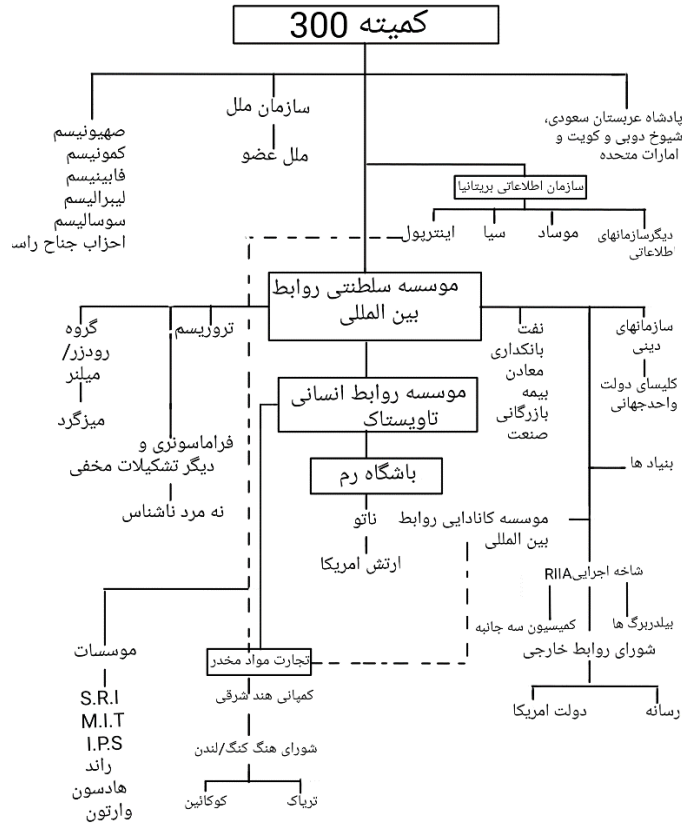 کمیته 300
سازمان ملل
ملل عضو
پادشاه عربستان سعودی،
شیوخ دوبی و کویت و
امارات متحده
صهیونیسم
کمونیسم
فابینیسم
لیبرالیسم
سوسالیسم
احزاب جناح راس
سازمان اطلاعاتی بریتانیا
دیگرسازمانهای
اطلاعاتی
موساد
سیا
اینترپول
موسسه سلطنتی روابط
بین المللی
سازمانهای
دینی
کلیسای دولت
واحدجهانی
نفت
بانکداری
معادن
بیمه
بازرگانی
صنعت
تروریسم
گروه
رودزر/
میلنر
میزگرد
فراماسونری و
دیگر تشکیلات مخفی
نه مرد ناشناس
موسسه روابط انسانی
تاویستاک
باشگاه رم
ناتو
ارتش امریکا
بنیاد ها
موسسه کانادایی روابط
بین المللی
شاخه اجراییRIIA
بیلدربرگ ها
کمیسیون سه جانبه
شورای روابط خارجی
رسانه
دولت امریکا
تجارت مواد مخدر
کمپانی هند شرقی
شورای هنگ کنگ/لندن
تریاک
کوکائین
موسسات
S.R.I
M.I.T
I.P.S
راند
هادسون
وارتون